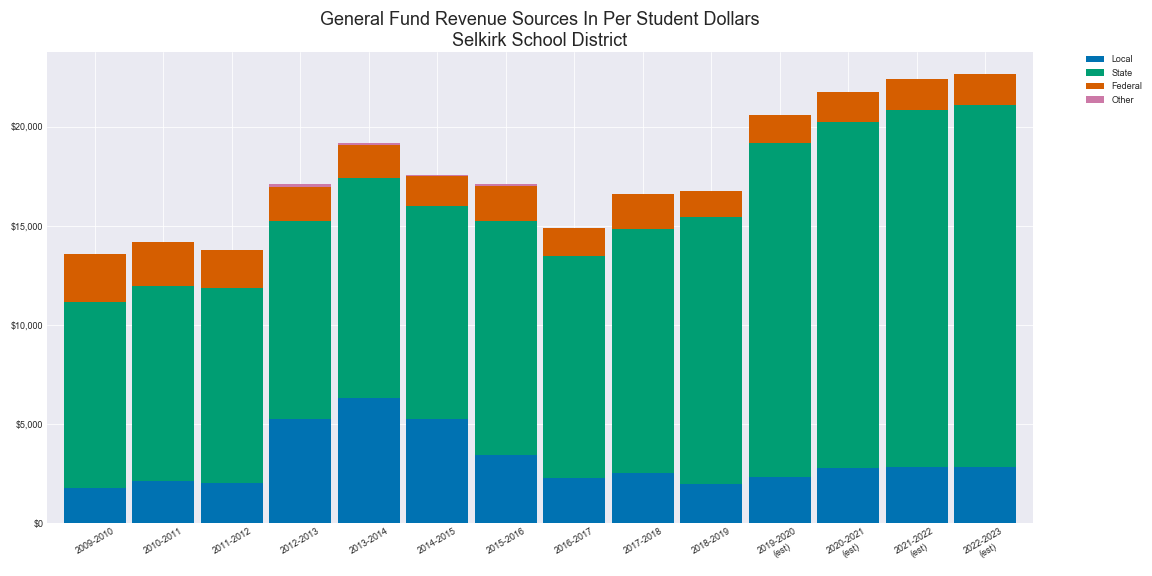 General Fund Revenue Sources In Per Student Dollars
Selkirk School District
Local
State
Federal
Other
$20,000
$15,000
$10,000
$5,000
$0
2009-2010
2010-2011
2011-2012
2012-2013
2013-2014
2014-2015
2015-2016
2016-2017
2017-2018
2018-2019
2019-2020
(est)
2020-2021
(est)
2021-2022
(est)
2022-2023
(est)